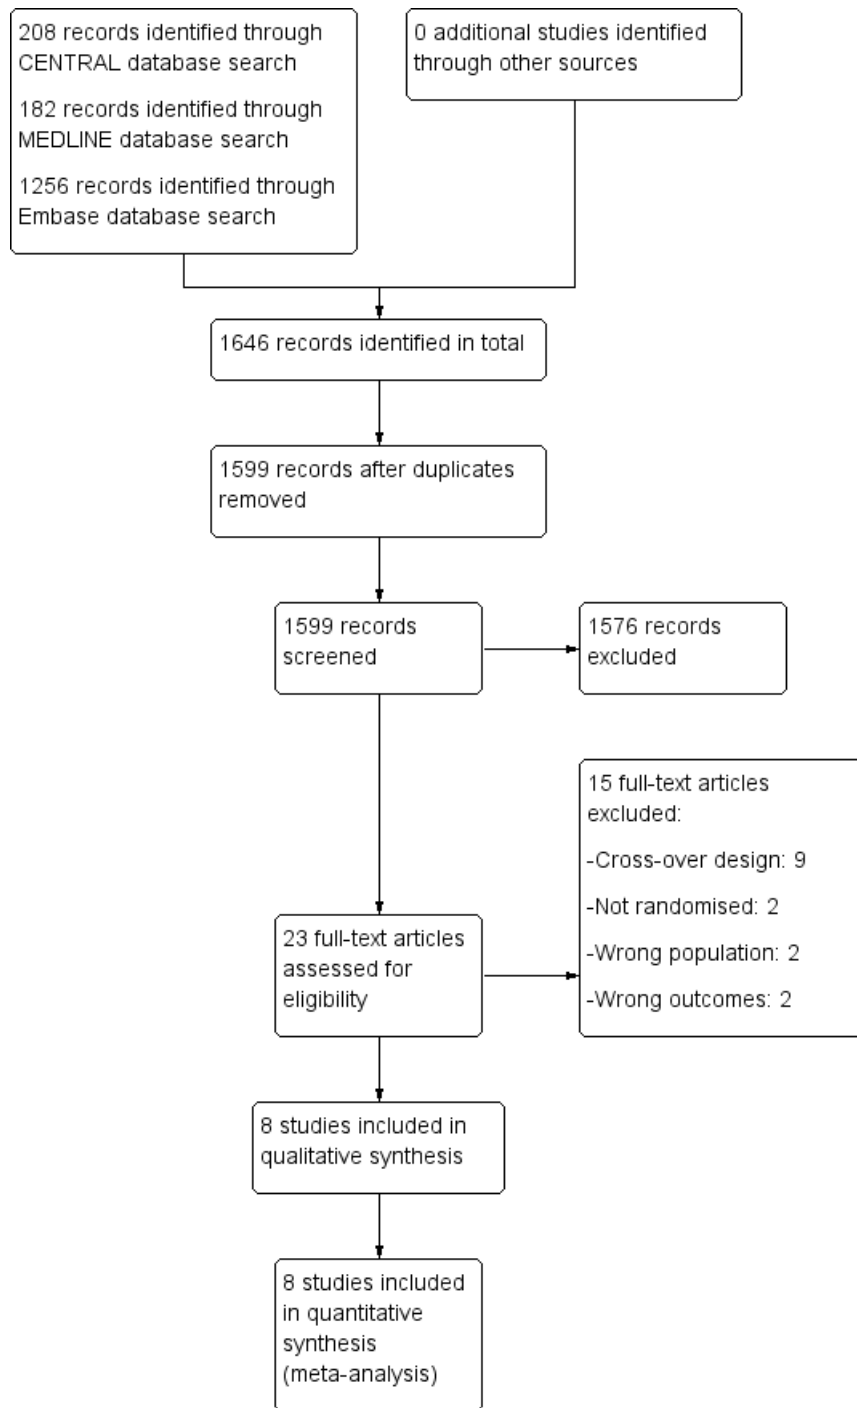 208 records identified through
CENTRAL database search
182 records identified through
MEDLINE database search
1256 records identified through
Embase database search
0 additional studies identified
through other sources
1646 records identified in total
1599 records after duplicates
removed
1599 records
screened
1576 records
excluded
15 full-text articles
excluded:
-Cross-over design: 9
-Not randomised: 2
-Wrong population: 2
-Wrong outcomes: 2
23 full-text articles
assessed for
eligibility
8 studies included in
qualitative synthesis
8 studies included
in quantitative
synthesis
(meta-analysis)